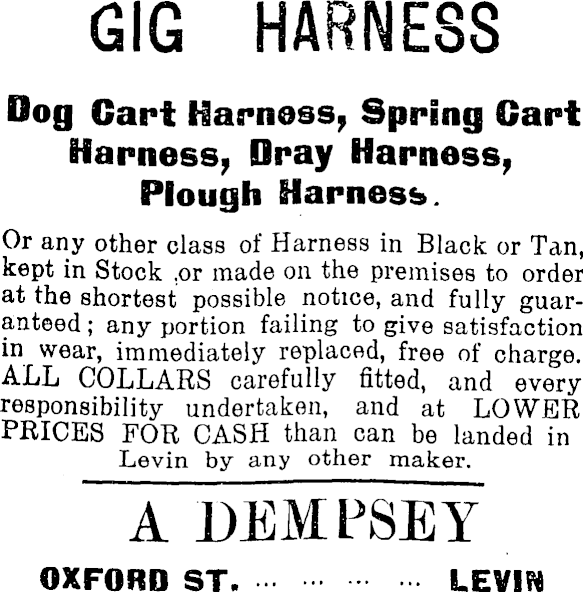 GIG HARNESS
Dog Cart Harness, Spring Cart
Harness, Dray Harness,
Plough Harness.
Or any other class of Harness in Black or Tan,
kept in Stock or made on the premises to order
at the shortest possible notice, and fully guar-
anteed; any portion failing to give satisfaction
in wear, immediately replaced, free of charge.
ALL COLLARS carefully fitted, and every
responsibility undertaken, and at LOWER
PRICES FOR CASH than can be landed in
Levin by any other maker.
A DEMPSEY
OXFORD ST. ... ... ... ... LEVIN